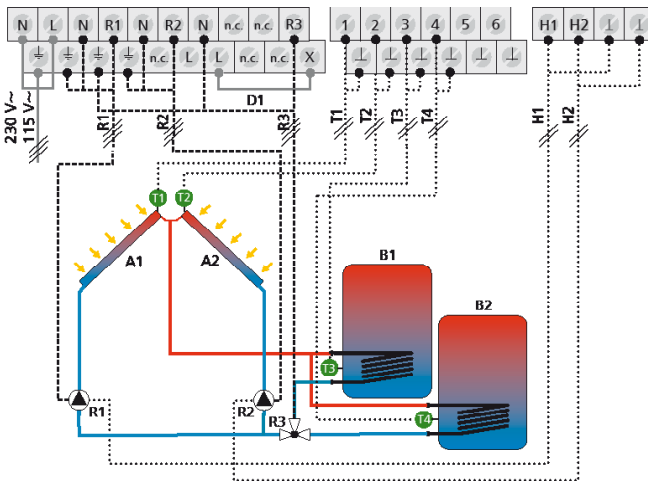 N L N R1 N R2 N n.c. n.c. R3
n.c. L L n.c. n.c. X
1 2 3 4 5 6
H1 H2
D1
230 V~
115 V~
R1
R2
R3
T1
T2
T3
T4
H1
H2
T1
T2
A1
A2
B1
B2
T3
T4
R1
R2
R3